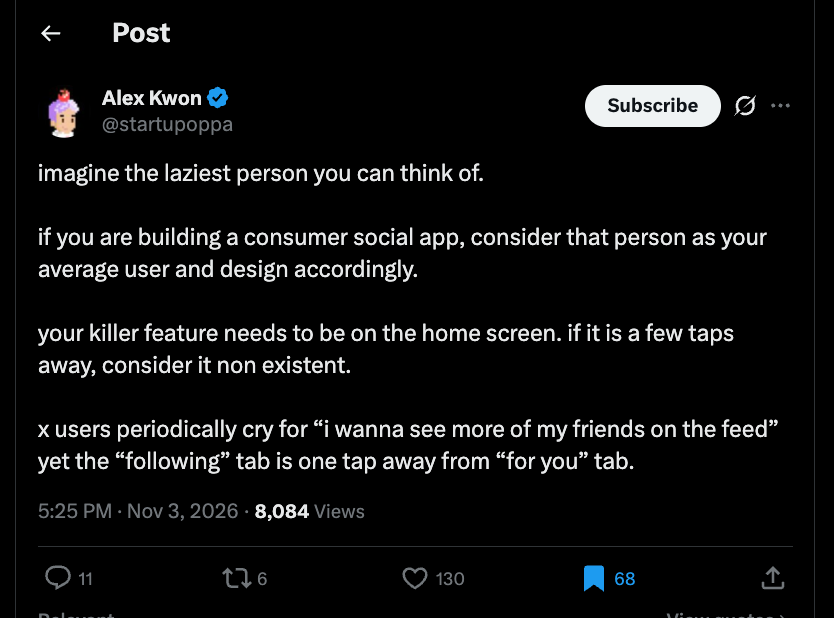 Post
Alex Kwon
@startupoppa
Subscribe
imagine the laziest person you can think of.
if you are building a consumer social app, consider that person as your
average user and design accordingly.
your killer feature needs to be on the home screen. if it is a few taps
away, consider it non existent.
x users periodically cry for “i wanna see more of my friends on the feed”
yet the “following” tab is one tap away from “for you” tab.
5:25 PM · Nov 3, 2026 · 8,084 Views
11 6 130 68
Relevant View quotes